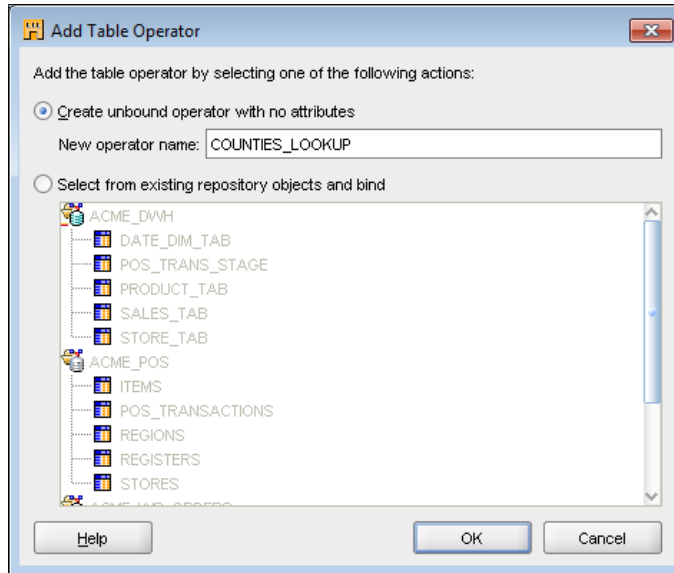 Add Table Operator
Add the table operator by selecting one of the following actions:
Create unbound operator with no attributes
New operator name: COUNTIES_LOOKUP
Select from existing repository objects and bind
ACME_DWH
DATE_DIM_TAB
POS_TRANS_STAGE
PRODUCT_TAB
SALES_TAB
STORE_TAB
ACME_POS
ITEMS
POS_TRANSACTIONS
REGIONS
REGISTERS
STORES
Help OK Cancel